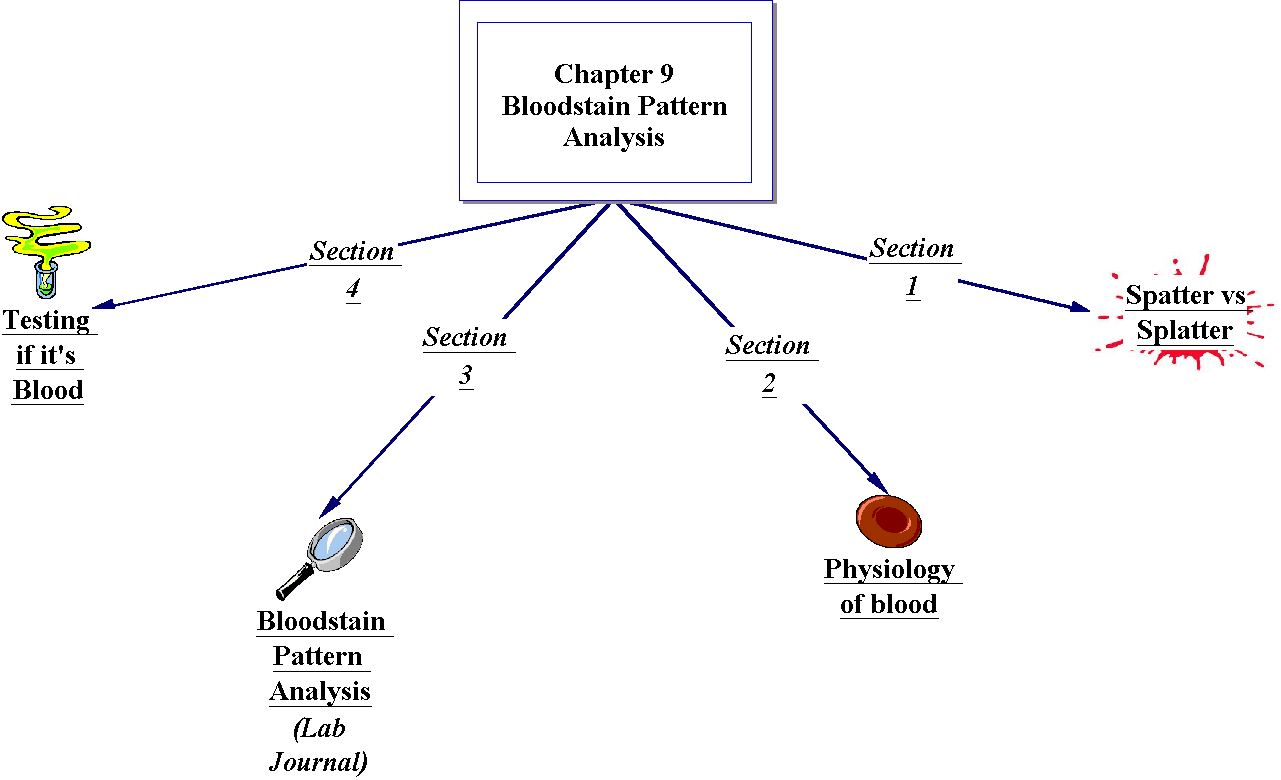 Chapter 9
Bloodstain Pattern
Analysis
Section
1
Spatter vs
Splatter
Section
2
Physiology
of blood
Section
3
Bloodstain
Pattern
Analysis
(Lab
Journal)
Section
4
Testing
if it's
Blood